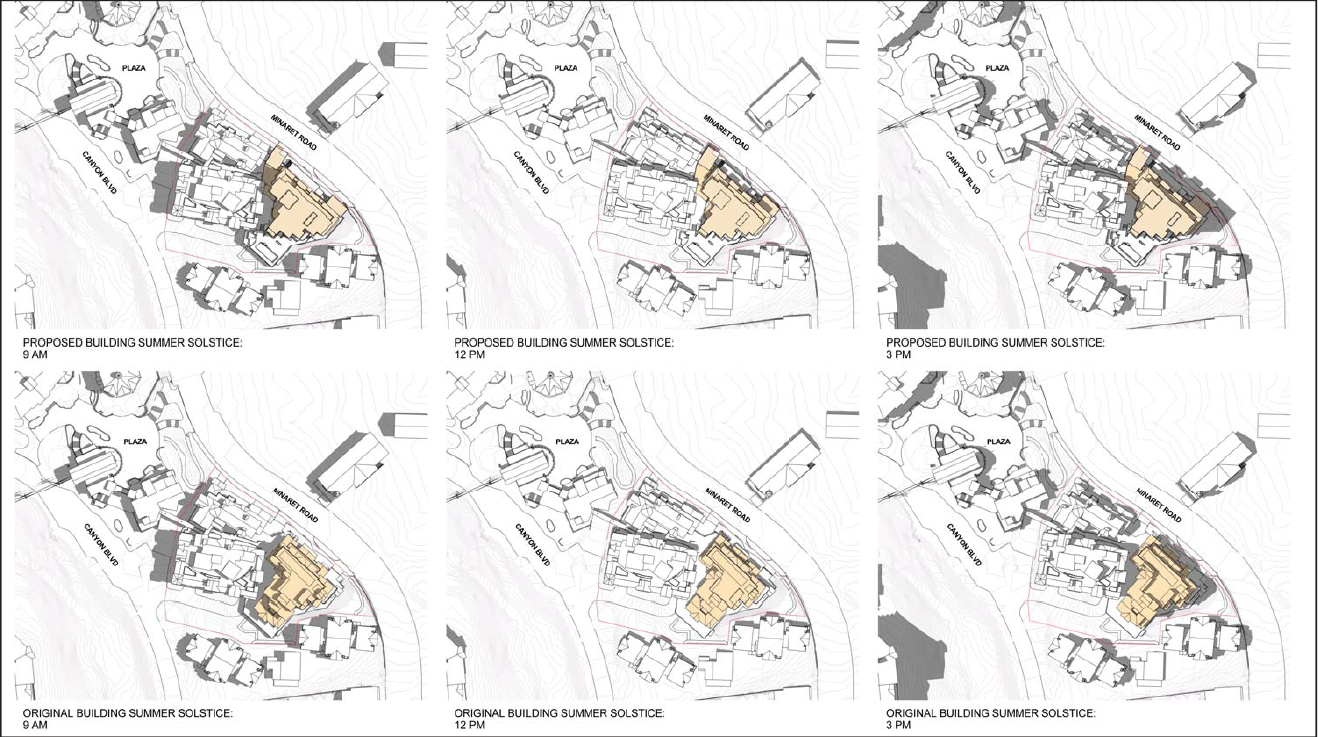 PLAZA
MINARET ROAD
CANYON BLVD
PROPOSED BUILDING SUMMER SOLSTICE:
9 AM
PLAZA
MINARET ROAD
CANYON BLVD
PROPOSED BUILDING SUMMER SOLSTICE:
12 PM
PLAZA
MINARET ROAD
CANYON BLVD
PROPOSED BUILDING SUMMER SOLSTICE:
3 PM
PLAZA
MINARET ROAD
CANYON BLVD
ORIGINAL BUILDING SUMMER SOLSTICE:
9 AM
PLAZA
MINARET ROAD
CANYON BLVD
ORIGINAL BUILDING SUMMER SOLSTICE:
12 PM
PLAZA
MINARET ROAD
CANYON BLVD
ORIGINAL BUILDING SUMMER SOLSTICE:
3 PM